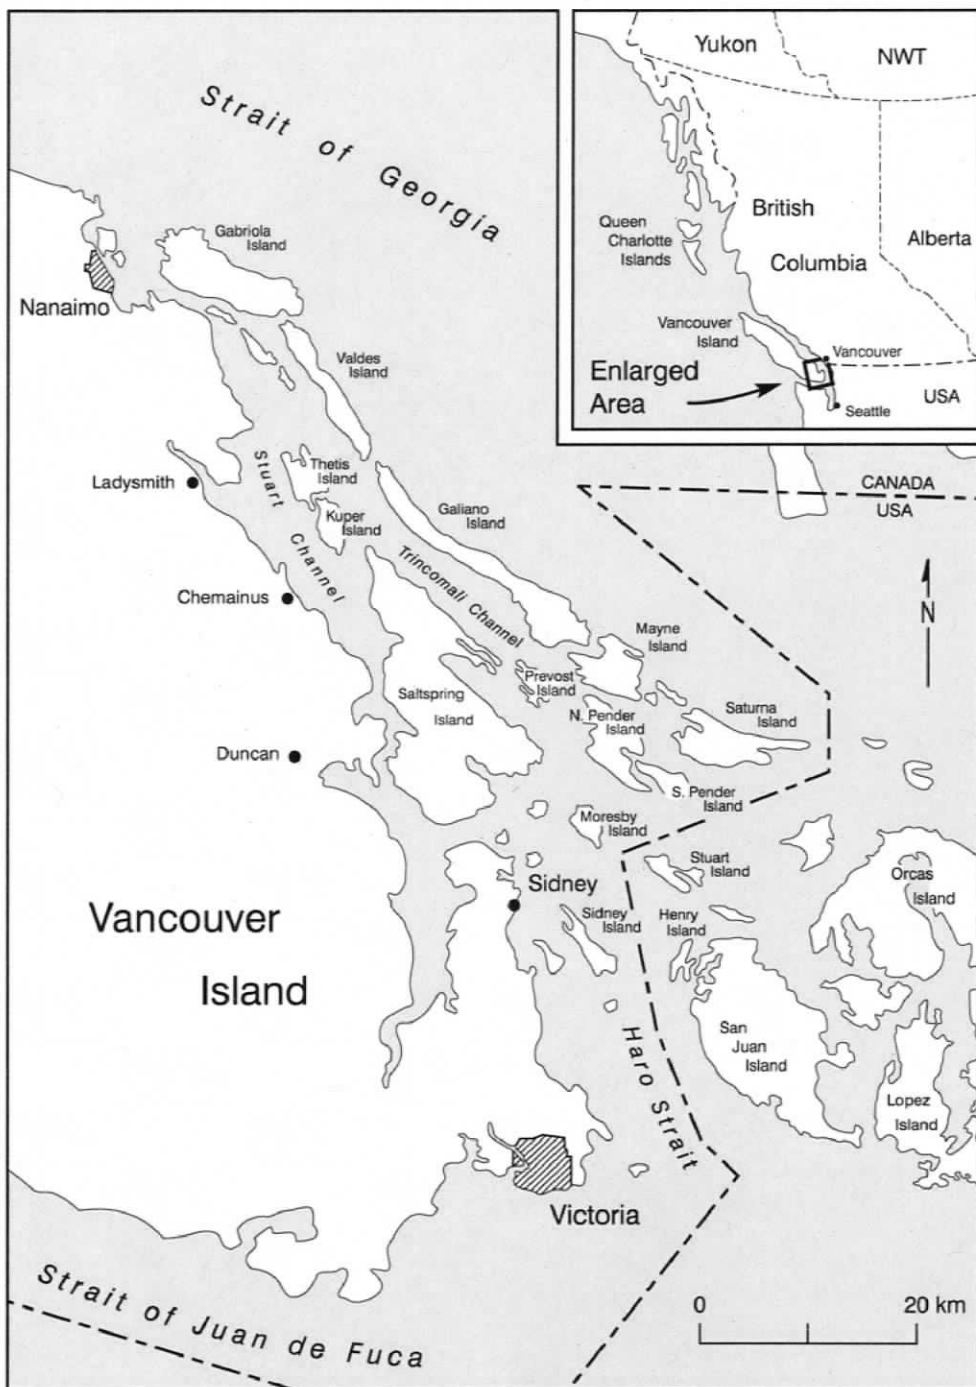 Strait of Georgia
Gabriola
Island
Nanaimo
Valdes
Island
Ladysmith
Stuart Channel
Thetis
Island
Kuper
Island
Galiano
Island
Trincomali Channel
Chemainus
Mayne
Island
Prevost
Island
Saltspring
Island
N. Pender
Island
Saturna
Island
Duncan
S. Pender
Island
Moresby
Island
Stuart
Island
Orcas
Island
Sidney
Sidney
Island
Henry
Island
Vancouver
Island
Haro Strait
San
Juan
Island
Lopez
Island
Victoria
Strait of Juan de Fuca
0 20 km
N
CANADA
USA
Yukon
NWT
British
Columbia
Alberta
Queen
Charlotte
Islands
Vancouver
Island
Vancouver
Enlarged
Area
USA
Seattle